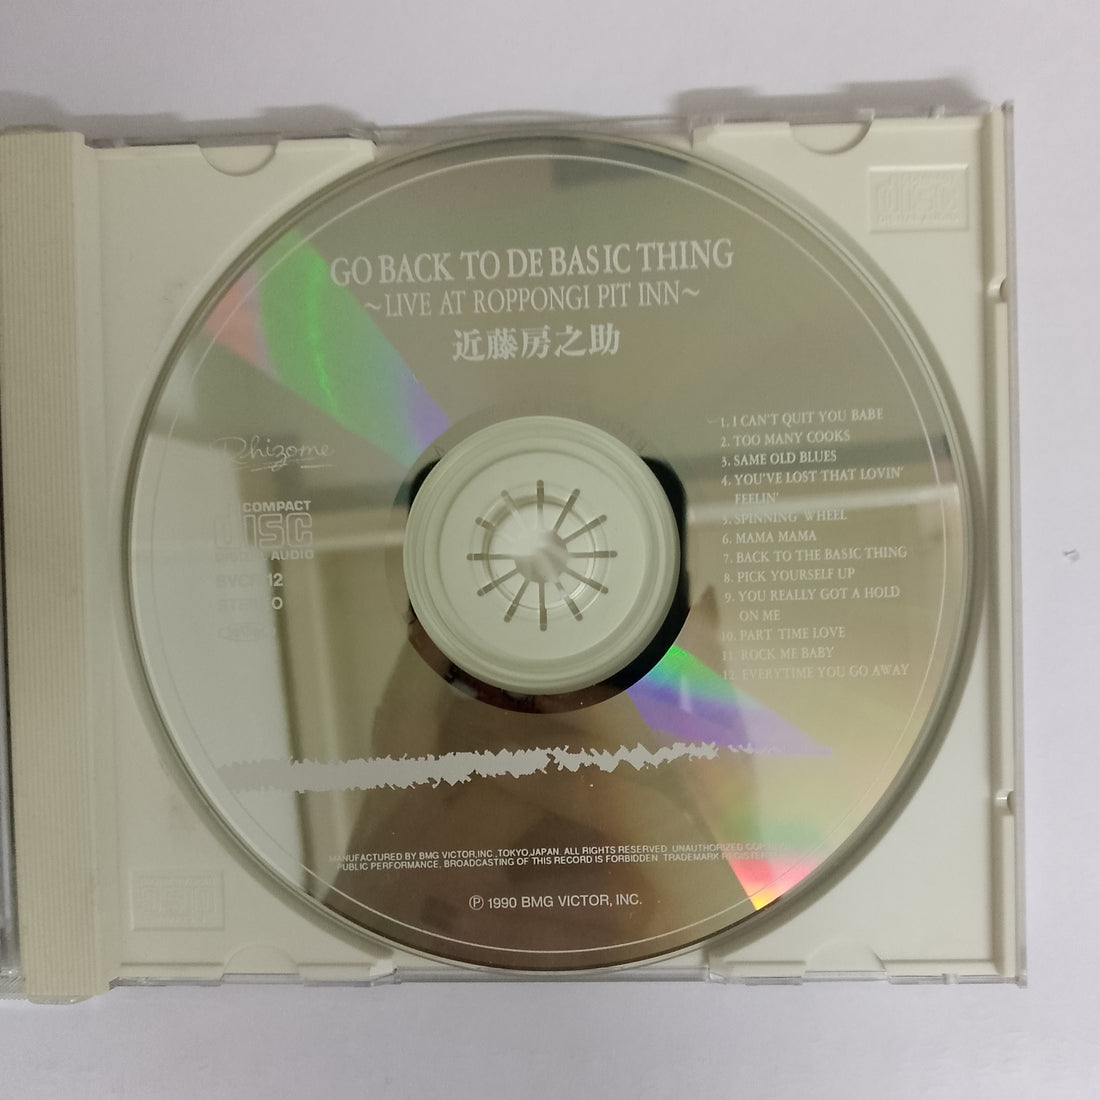 GO BACK TO DE BASIC THING
~LIVE AT ROPPONGI PIT INN~
近藤房之助
Rhizome
COMPACT
DISC
DIGITAL AUDIO
STEREO
1. I CAN'T QUIT YOU BABE
2. TOO MANY COOKS
3. SAME OLD BLUES
4. YOU'VE LOST THAT LOVIN'
FEELIN'
5. SPINNING WHEEL
6. MAMA MAMA
7. BACK TO THE BASIC THING
8. PICK YOURSELF UP
9. YOU REALLY GOT A HOLD
ON ME
10. PART TIME LOVE
11. ROCK ME BABY
12. EVERYTIME YOU GO AWAY
MANUFACTURED BY BMG VICTOR,INC.,TOKYO,JAPAN. ALL RIGHTS RESERVED. UNAUTHORIZED
PUBLIC PERFORMANCE. BROADCASTING OF THIS RECORD IS FORBIDDEN. TRADEMARK
Ⓟ 1990 BMG VICTOR, INC.